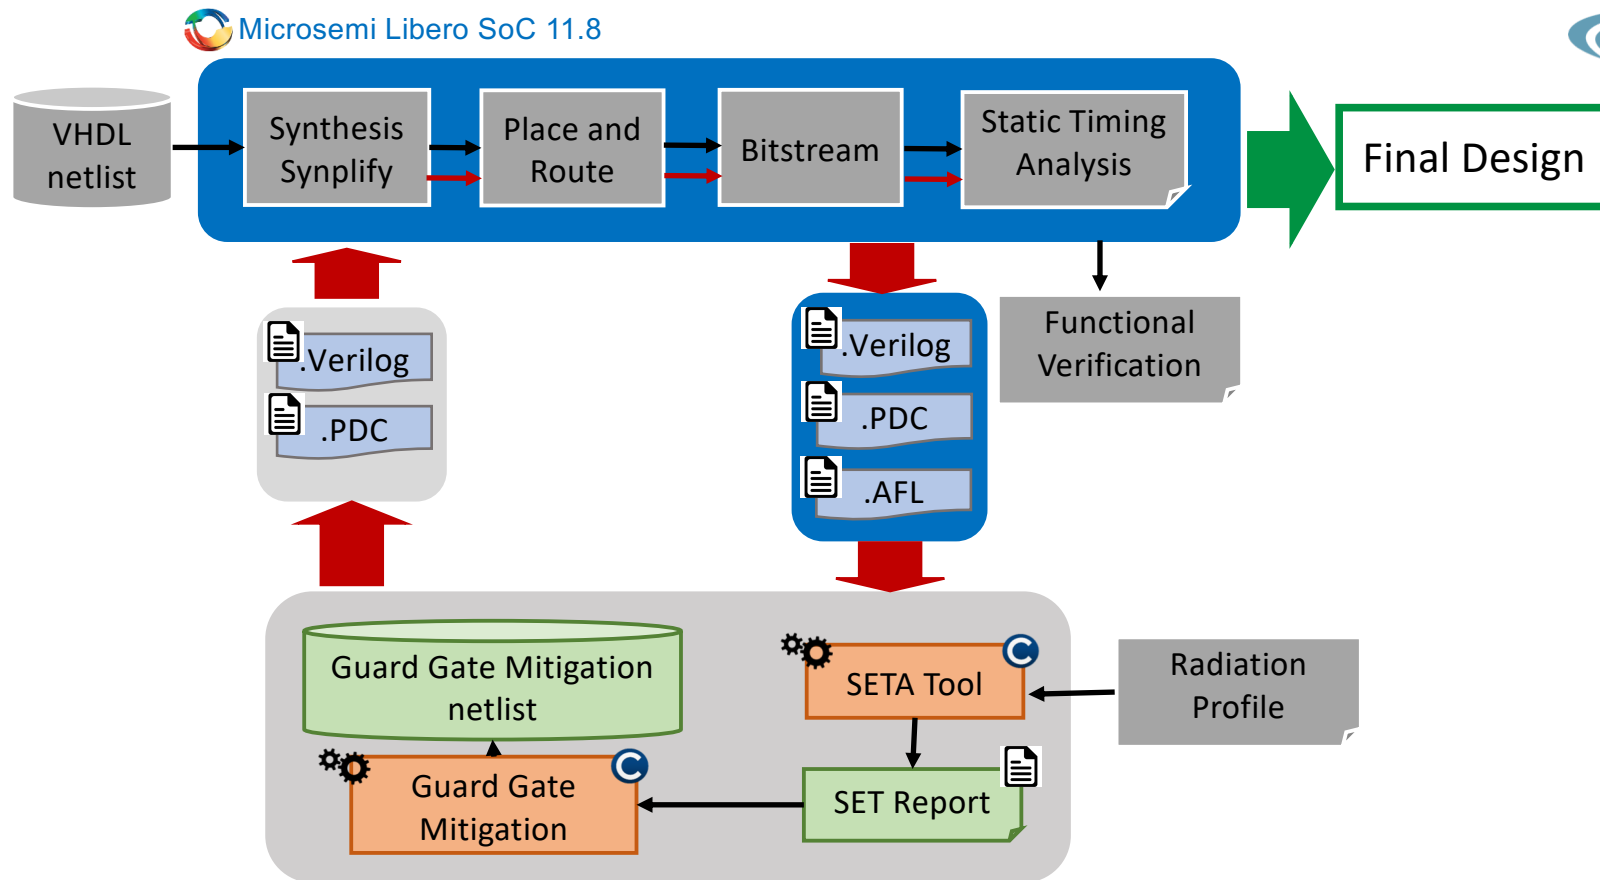 Microsemi Libero SoC 11.8
VHDL
netlist
Synthesis
Synplify
Place and
Route
Bitstream
Static Timing
Analysis
Final Design
.Verilog
.PDC
.Verilog
.PDC
.AFL
Functional
Verification
Guard Gate Mitigation
netlist
SETA Tool
Radiation
Profile
Guard Gate
Mitigation
SET Report